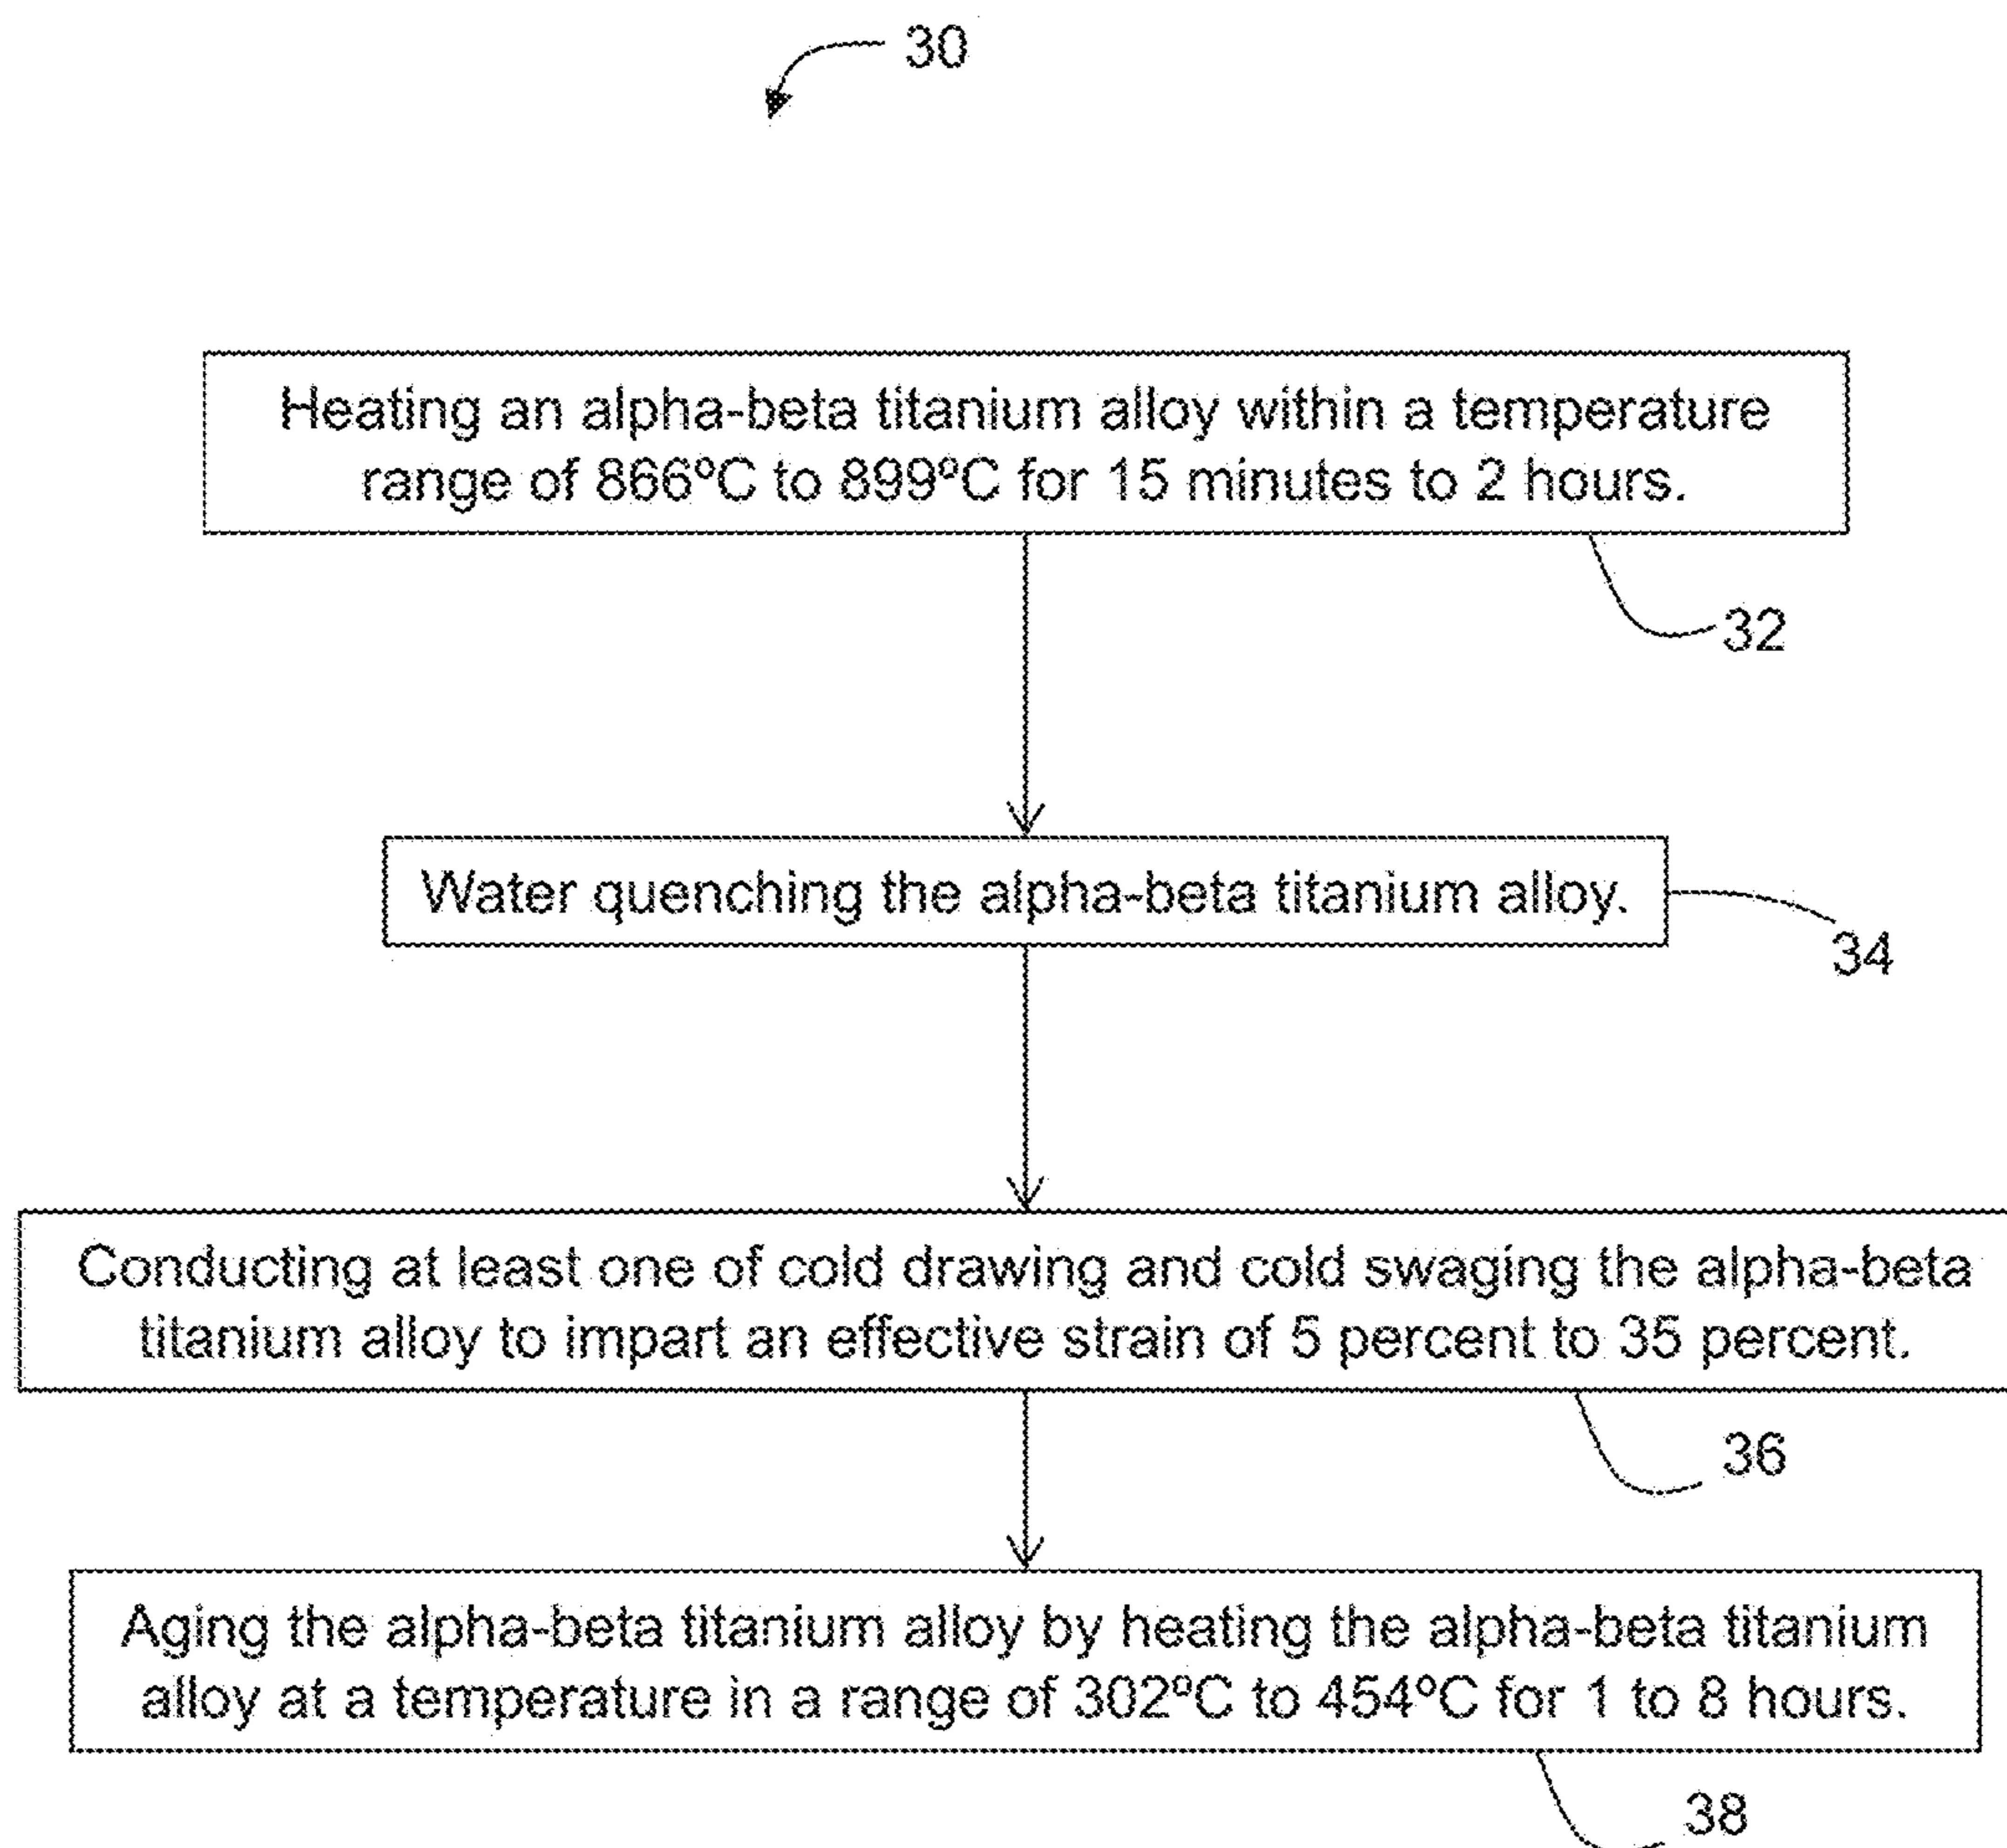 30
Heating an alpha-beta titanium alloy within a temperature
range of 866ºC to 899ºC for 15 minutes to 2 hours.
32
Water quenching the alpha-beta titanium alloy.
34
Conducting at least one of cold drawing and cold swaging the alpha-beta
titanium alloy to impart an effective strain of 5 percent to 35 percent.
36
Aging the alpha-beta titanium alloy by heating the alpha-beta titanium
alloy at a temperature in a range of 302ºC to 454ºC for 1 to 8 hours.
38